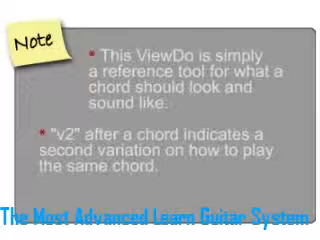 Note
* This ViewDo is simply
a reference tool for what a
chord should look and
sound like.
* "v2" after a chord indicates a
second variation on how to play
the same chord.
The Most Advanced Learn Guitar System